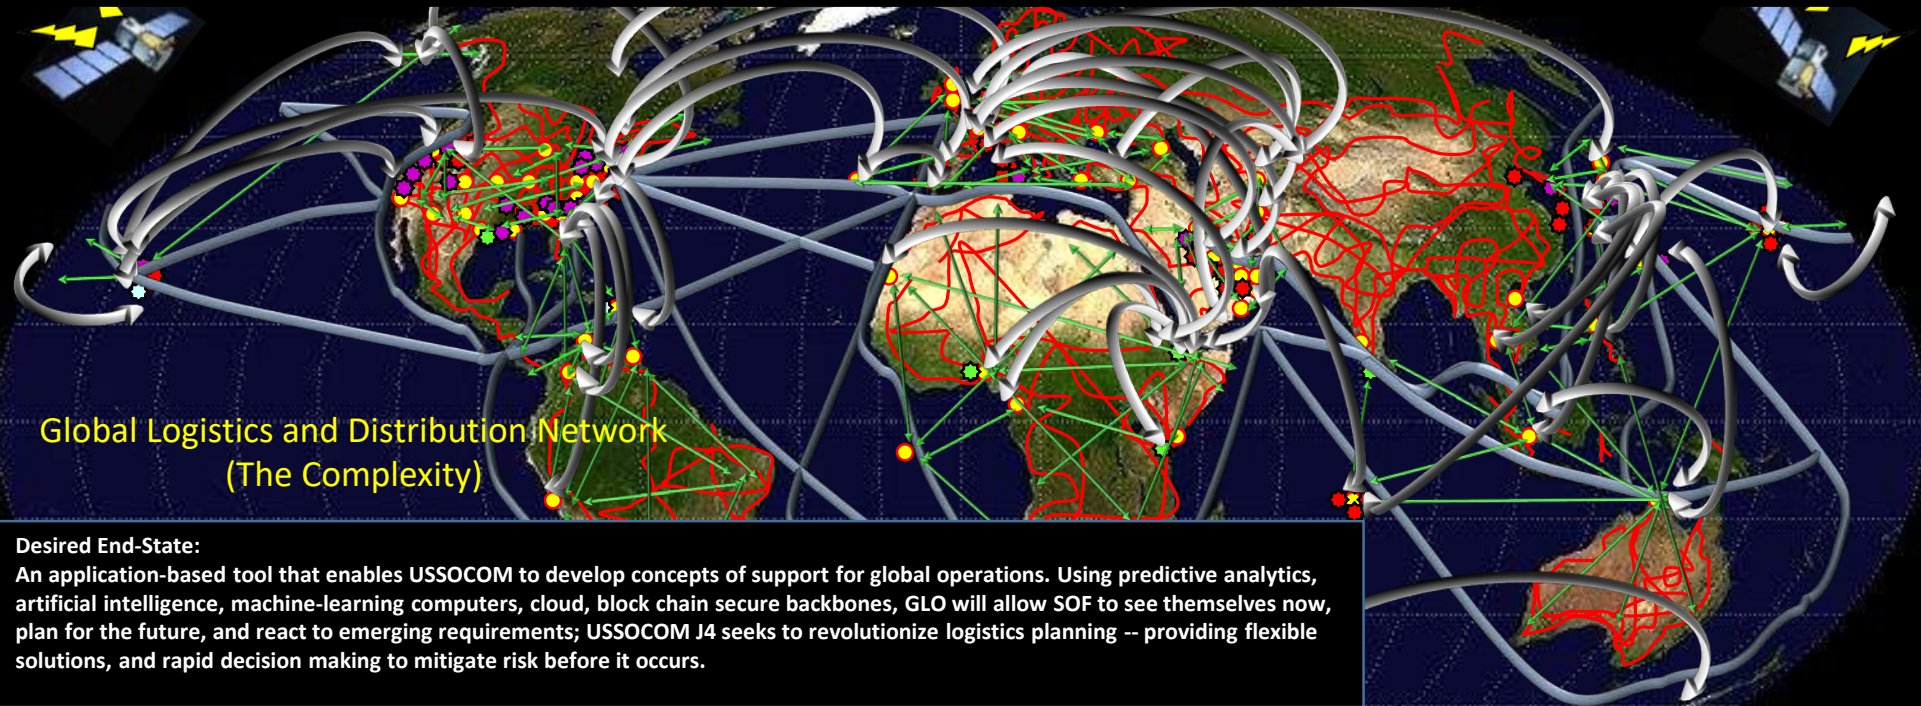 Global Logistics and Distribution Network
(The Complexity)
Desired End-State:
An application-based tool that enables USSOCOM to develop concepts of support for global operations. Using predictive analytics,
artificial intelligence, machine-learning computers, cloud, block chain secure backbones, GLO will allow SOF to see themselves now,
plan for the future, and react to emerging requirements; USSOCOM J4 seeks to revolutionize logistics planning -- providing flexible
solutions, and rapid decision making to mitigate risk before it occurs.